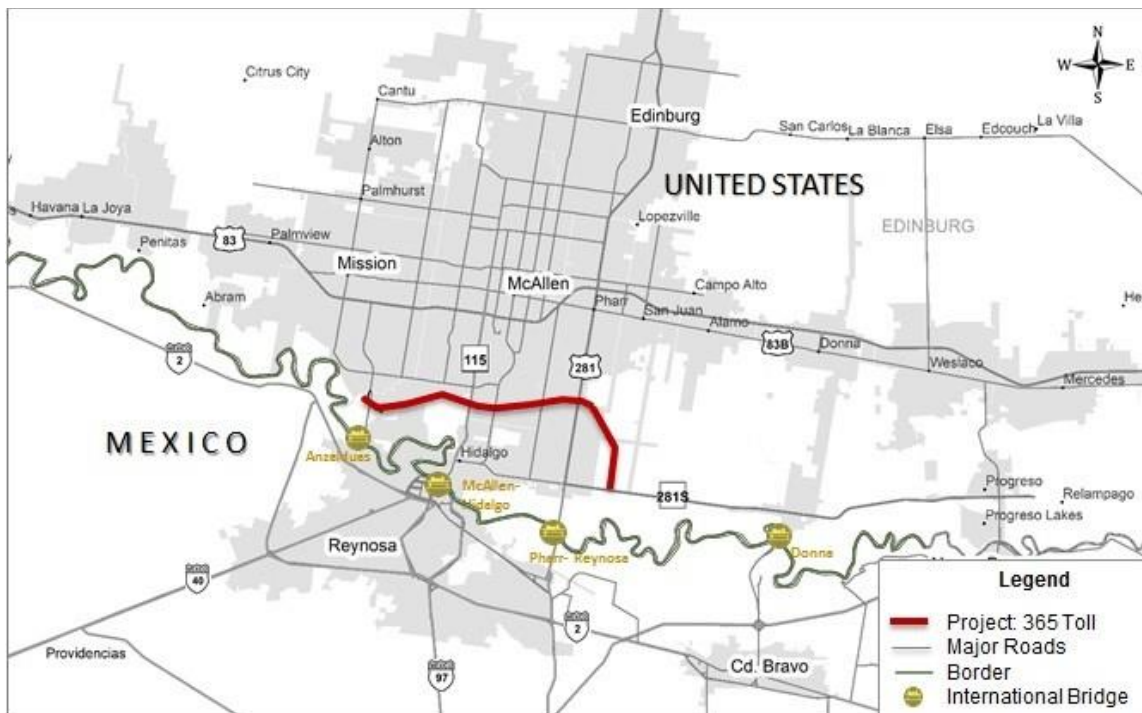 N
W E
S
Citrus City
Cantu
Edinburg
La Villa
San Carlos
La Blanca
Elsa
Edcouch
Alton
UNITED STATES
Palmhurst
Lopezville
EDINBURG
Havana
La Joya
83
Palmview
Penitas
Mission
McAllen
Campo Alto
Abram
Pharr
San Juan
He
Alamo
83B
Donna
2
115
281
Weslaco
Mercedes
MEXICO
Anzalduas
Hidalgo
McAllen-
Hidalgo
281S
Progreso
Relampago
Progreso Lakes
Reynosa
Pharr- Reynosa
Donna
40
2
97
Providencias
Cd. Bravo
Legend
Project: 365 Toll
Major Roads
Border
International Bridge